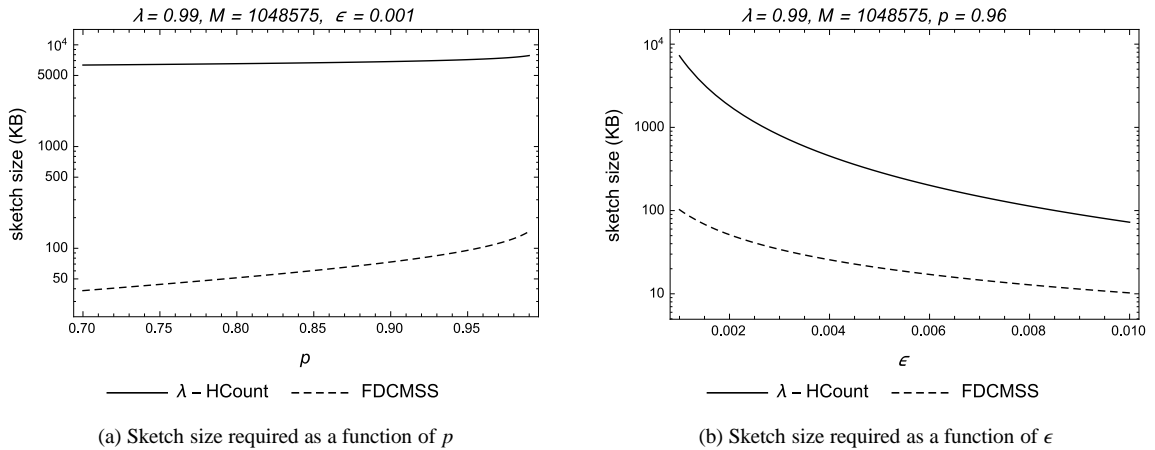 λ = 0.99, M = 1048575, ϵ = 0.001
10⁴
5000
1000
500
100
50
sketch size (KB)
0.70 0.75 0.80 0.85 0.90 0.95
p
λ – HCount FDCMSS
(a) Sketch size required as a function of p
λ = 0.99, M = 1048575, p = 0.96
10⁴
1000
100
10
sketch size (KB)
0.002 0.004 0.006 0.008 0.010
ϵ
λ – HCount FDCMSS
(b) Sketch size required as a function of ϵ